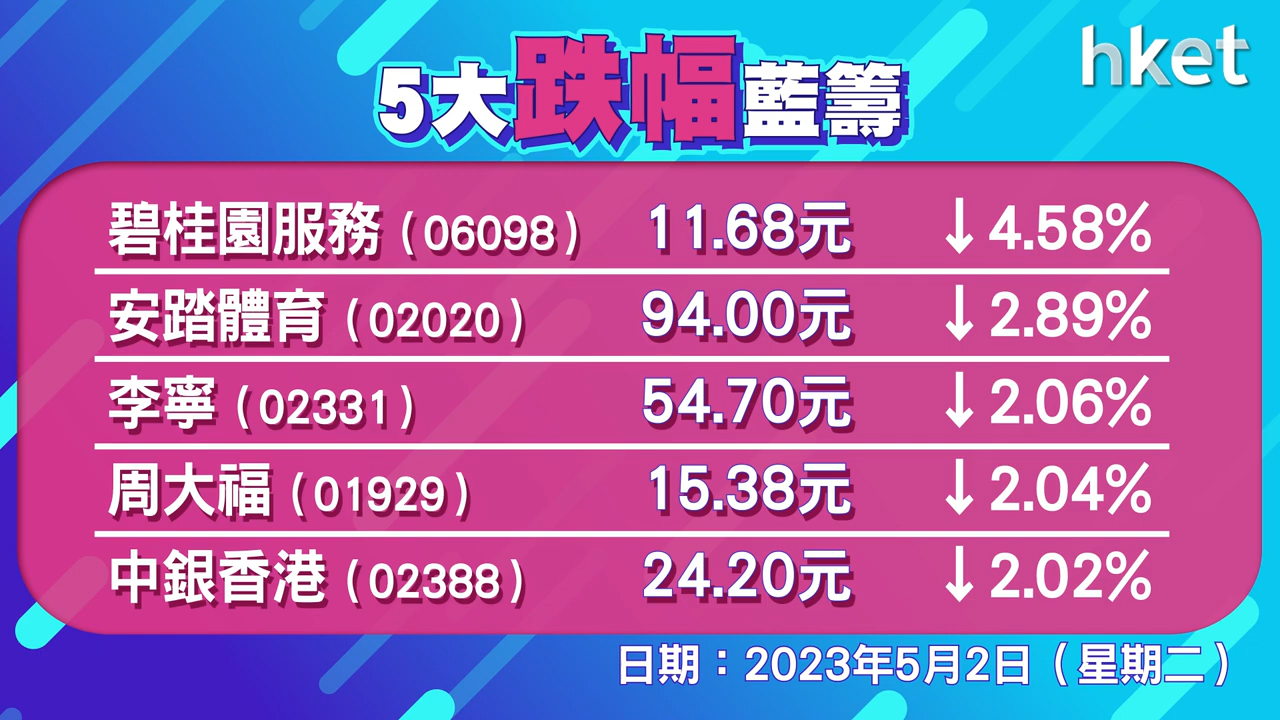 hket
5大跌幅藍籌
碧桂園服務（06098） 11.68元 ↓4.58%
安踏體育（02020） 94.00元 ↓2.89%
李寧（02331） 54.70元 ↓2.06%
周大福（01929） 15.38元 ↓2.04%
中銀香港（02388） 24.20元 ↓2.02%
日期：2023年5月2日（星期二）